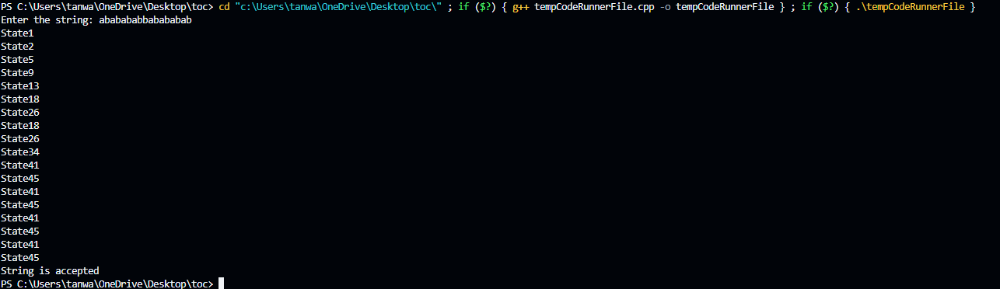 PS C:\Users\tanwa\OneDrive\Desktop\toc> cd "c:\Users\tanwa\OneDrive\Desktop\toc\" ; if ($?) { g++ tempCodeRunnerFile.cpp -o tempCodeRunnerFile } ; if ($?) { .\tempCodeRunnerFile }
Enter the string: ababababbabababab
State1
State2
State5
State9
State13
State18
State26
State18
State26
State34
State41
State45
State41
State45
State41
State45
State41
State45
String is accepted
PS C:\Users\tanwa\OneDrive\Desktop\toc>